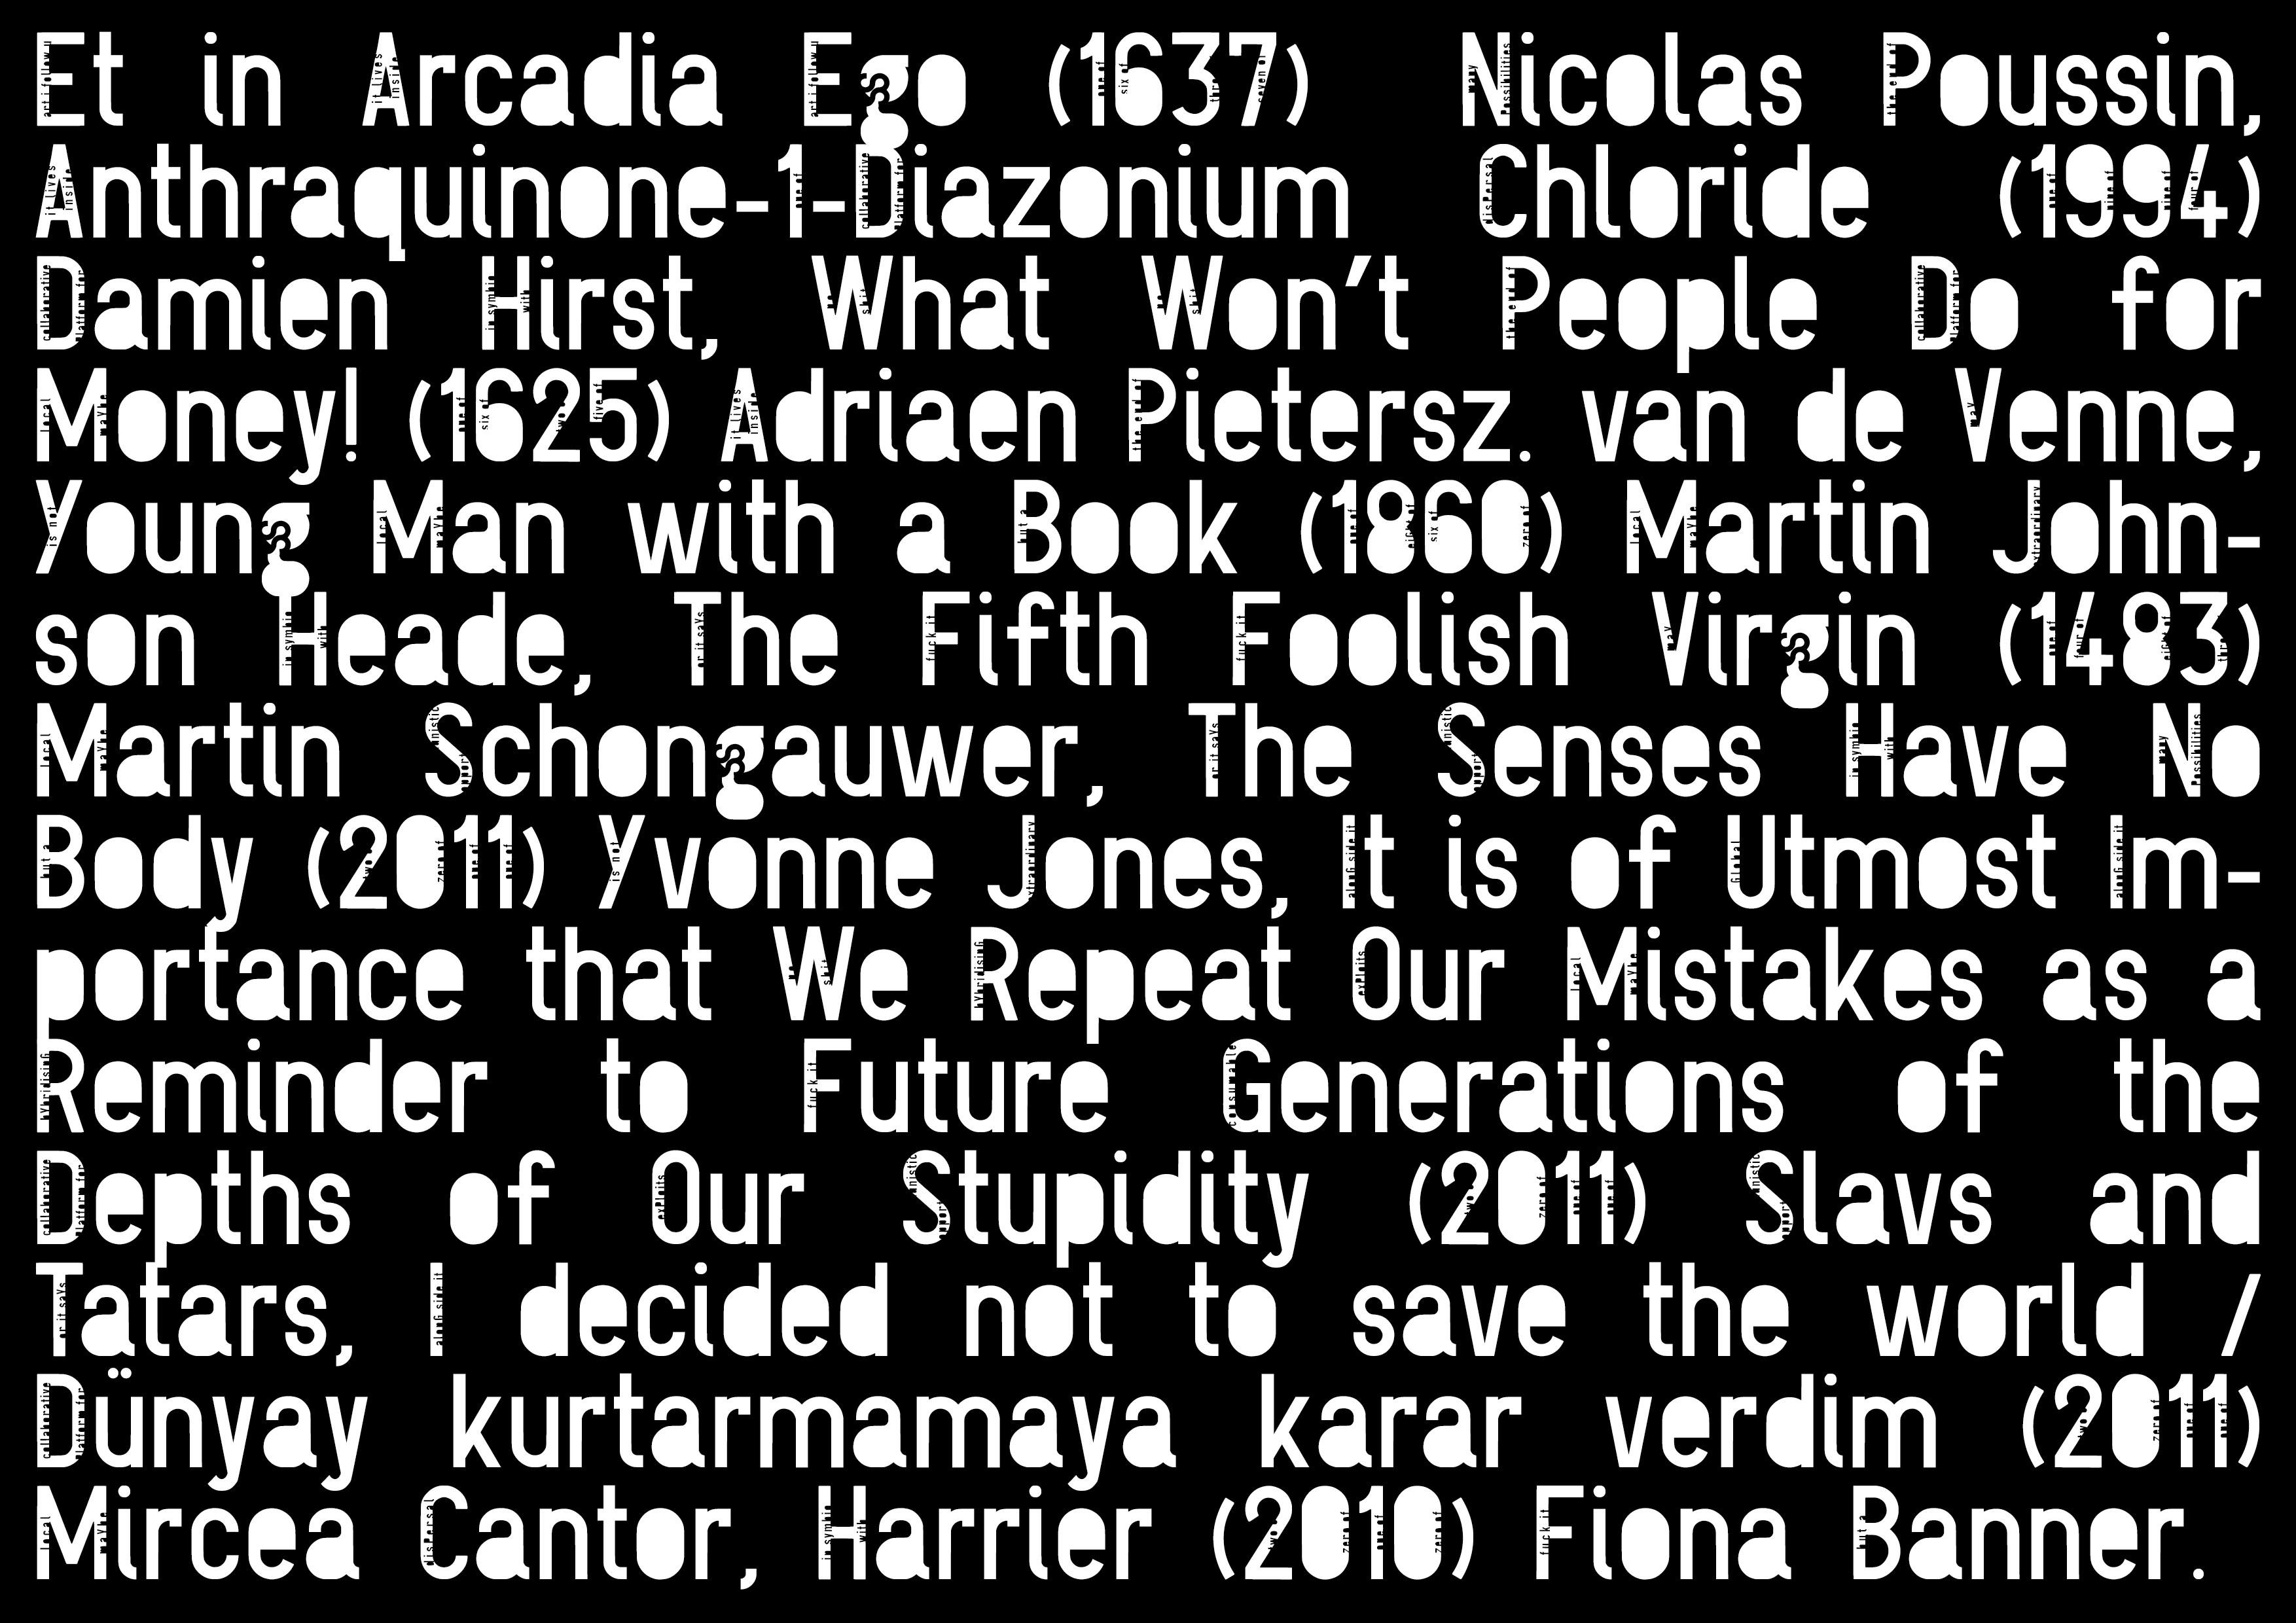 Et in Arcadia Ego (1637) Nicolas Poussin,
Anthraquinone-1-Diazonium Chloride (1994)
Damien Hirst, What Won't People Do for
Money! (1625) Adriaen Pietersz. van de Venne,
Young Man with a Book (1860) Martin John-
son Heade, The Fifth Foolish Virgin (1483)
Martin Schongauwer, The Senses Have No
Body (2011) Yvonne Jones, It is of Utmost Im-
portance that We Repeat Our Mistakes as a
Reminder to Future Generations of the
Depths of Our Stupidity (2011) Slavs and
Tatars, I decided not to save the world /
Dünyay kurtarmamaya karar verdim (2011)
Mircea Cantor, Harrier (2010) Fiona Banner.